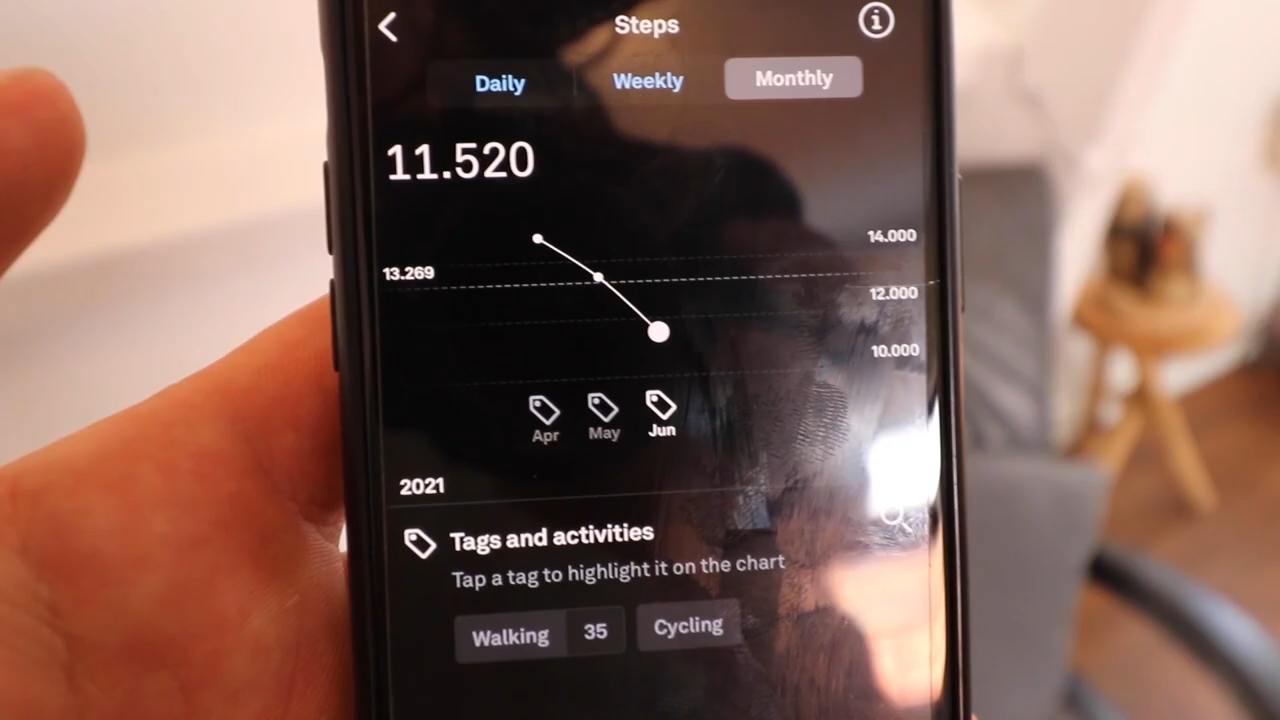 Steps
Daily Weekly Monthly
11.520
14.000
13.269
12.000
10.000
Apr May Jun
2021
Tags and activities
Tap a tag to highlight it on the chart
Walking 35 Cycling